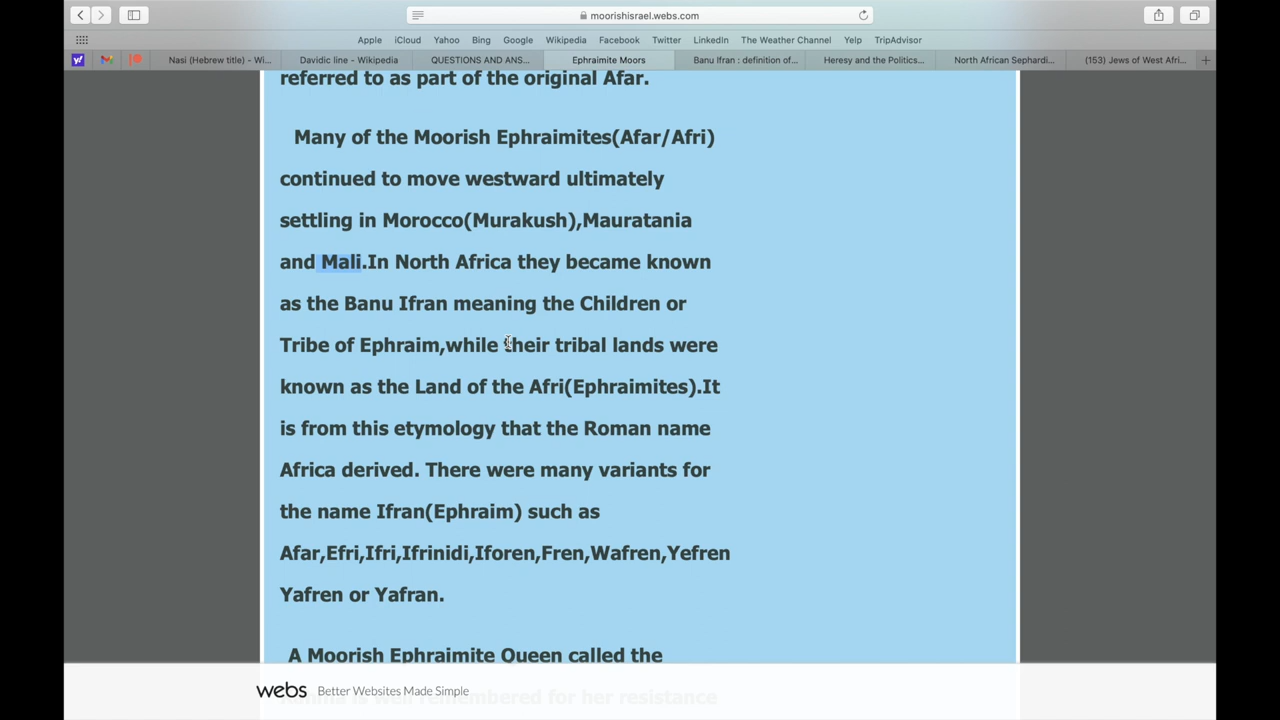 moorishisrael.webs.com
Apple iCloud Yahoo Bing Google Wikipedia Facebook Twitter LinkedIn The Weather Channel Yelp TripAdvisor
Nasi (Hebrew title) - Wi... Davidic line - Wikipedia QUESTIONS AND ANS... Ephraimite Moors Banu Ifran : definition of... Heresy and the Politics... North African Sephardi... (153) Jews of West Afri...
referred to as part of the original Afar.
Many of the Moorish Ephraimites(Afar/Afri)
continued to move westward ultimately
settling in Morocco(Murakush),Mauratania
and Mali.In North Africa they became known
as the Banu Ifran meaning the Children or
Tribe of Ephraim,while their tribal lands were
known as the Land of the Afri(Ephraimites).It
is from this etymology that the Roman name
Africa derived. There were many variants for
the name Ifran(Ephraim) such as
Afar,Efri,Ifri,Ifrinidi,Iforen,Fren,Wafren,Yefren
Yafren or Yafran.
A Moorish Ephraimite Queen called the
is well remembered for her resistance
webs Better Websites Made Simple